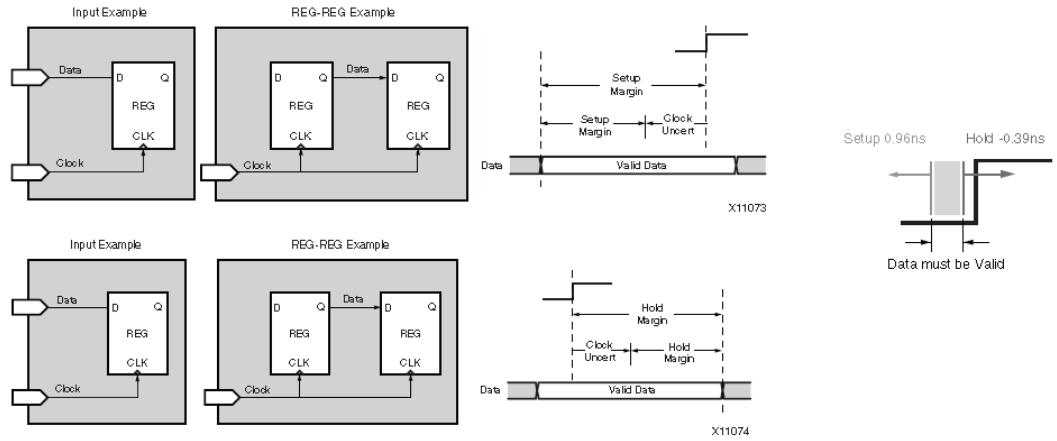 Input Example
REG-REG Example
Data
D Q
REG
CLK
Clock
Data
D Q
REG
CLK
D Q
REG
CLK
Clock
Setup
Margin
Setup
Margin
Clock
Uncert
Data
Valid Data
X11073
Setup 0.96ns
Hold -0.39ns
Data must be Valid
Input Example
REG-REG Example
Data
D Q
REG
CLK
Clock
Data
D Q
REG
CLK
D Q
REG
CLK
Clock
Hold
Margin
Clock
Uncert
Hold
Margin
Data
Valid Data
X11074